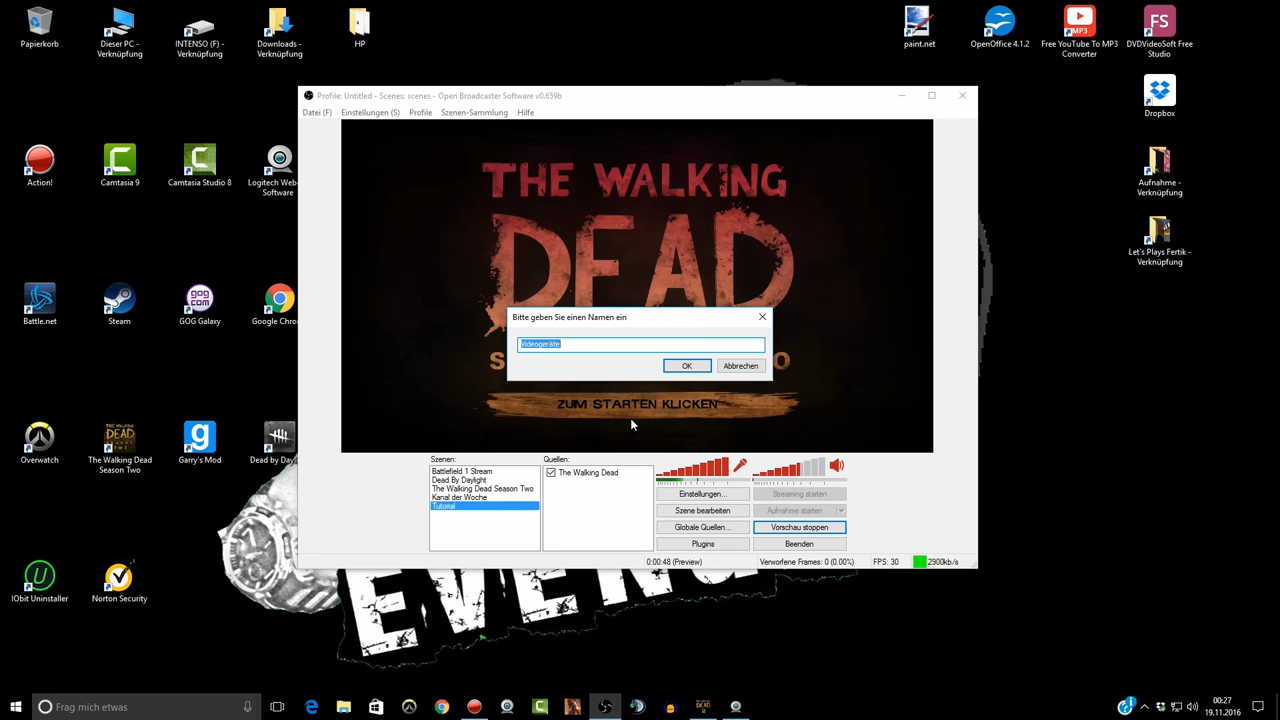 Papierkorb
Dieser PC -
Verknüpfung
INTENSO (F) -
Verknüpfung
Downloads -
Verknüpfung
HP
paint.net
OpenOffice 4.1.2
Free YouTube To MP3
Converter
DVDVideoSoft Free
Studio
Dropbox
Action!
Camtasia 9
Camtasia Studio 8
Logitech Web-
Software
Aufnahme -
Verknüpfung
Let`s Plays Fertik -
Verknüpfung
Battle.net
Steam
GOG Galaxy
Google Chro
Overwatch
The Walking Dead
Season Two
Garry's Mod
Dead by Day
IObit Uninstaller
Norton Security
Profile: Untitled - Scenes: scenes - Open Broadcaster Software v0.659b
Datei (F) Einstellungen (S) Profile Szenen-Sammlung Hilfe
THE WALKING
DEAD
ZUM STARTEN KLICKEN
Bitte geben Sie einen Namen ein
Videogeräte
OK Abbrechen
Szenen:
Battlefield 1 Stream
Dead By Daylight
The Walking Dead Season Two
Kanal der Woche
Tutorial
Quellen:
The Walking Dead
Einstellungen... Streaming starten
Szene bearbeiten Aufnahme starten
Globale Quellen... Vorschau stoppen
Plugins Beenden
0:00:48 (Preview) Verworfene Frames: 0 (0.00%) FPS: 30 2900kb/s
Frag mich etwas
00:27
19.11.2016